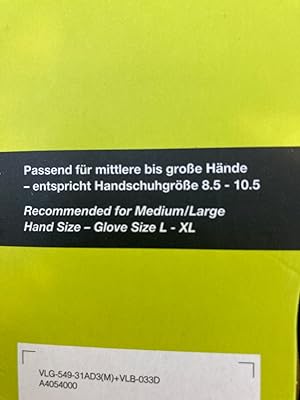 Passend für mittlere bis große Hände
– entspricht Handschuhgröße 8.5 - 10.5
Recommended for Medium/Large
Hand Size – Glove Size L - XL
VLG-549-31AD3(M)+VLB-033D
A4054000